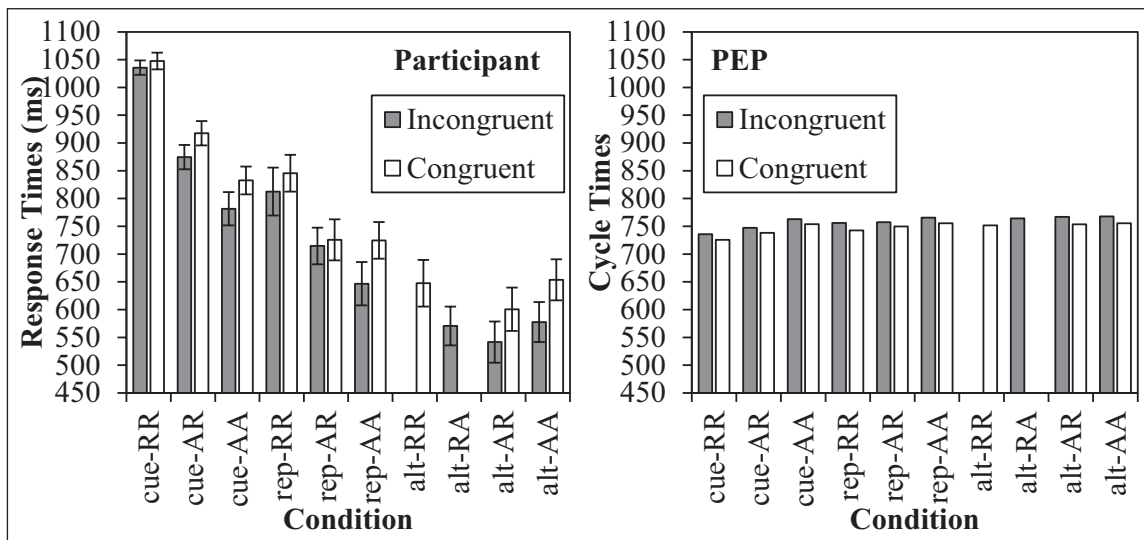 Response Times (ms)
1100
1050
1000
950
900
850
800
750
700
650
600
550
500
450
Participant
Incongruent
Congruent
cue-RR
cue-AR
cue-AA
rep-RR
rep-AR
rep-AA
alt-RR
alt-RA
alt-AR
alt-AA
Condition
Cycle Times
1100
1050
1000
950
900
850
800
750
700
650
600
550
500
450
PEP
Incongruent
Congruent
cue-RR
cue-AR
cue-AA
rep-RR
rep-AR
rep-AA
alt-RR
alt-RA
alt-AR
alt-AA
Condition